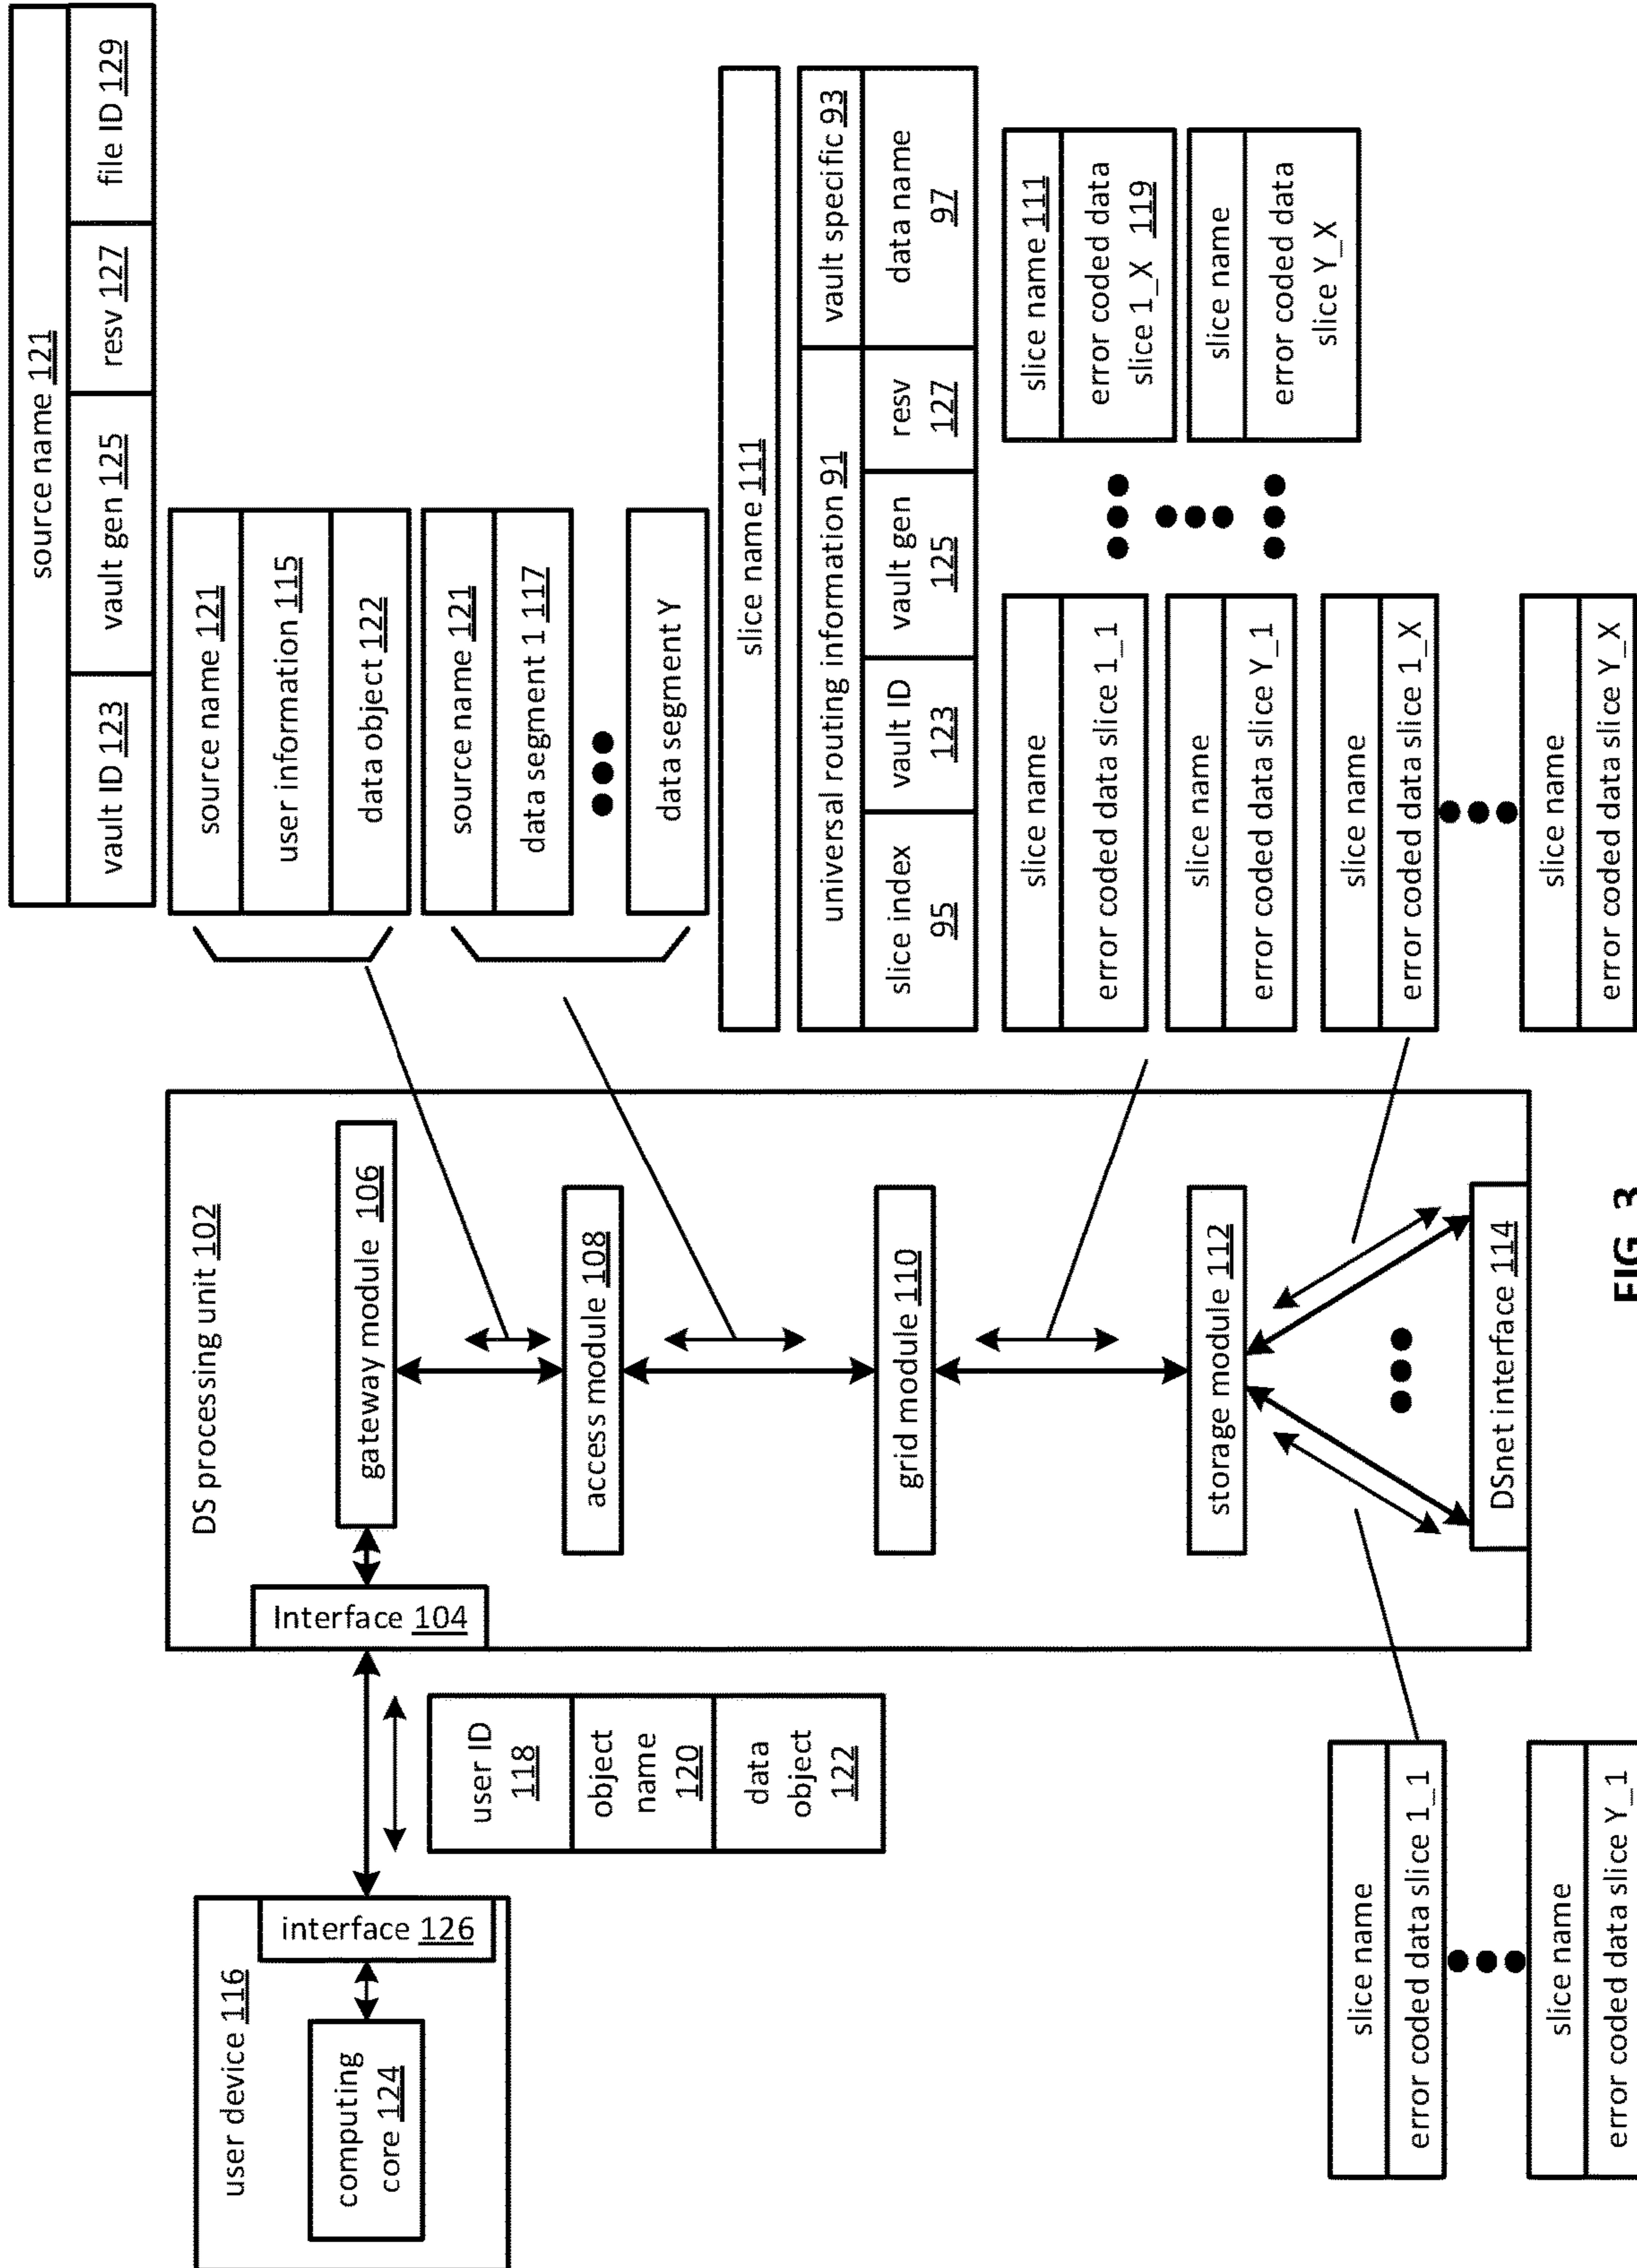 user device 116
computing
core 124
interface 126
user ID
118
object
name
120
data
object
122
DS processing unit 102
Interface 104
gateway module 106
access module 108
grid module 110
storage module 112
DSnet interface 114
source name 121
vault ID 123
vault gen 125
resv 127
file ID 129
source name 121
user information 115
data object 122
source name 121
data segment 1 117
data segment Y
slice name 111
universal routing information 91
vault specific 93
slice index
95
vault ID
123
vault gen
125
resv
127
data name
97
slice name
error coded data slice 1_1
slice name 111
error coded data
slice 1_X 119
slice name
error coded data slice Y_1
slice name
error coded data
slice Y_X
slice name
error coded data slice 1_X
slice name
error coded data slice Y_X
slice name
error coded data slice 1_1
slice name
error coded data slice Y_1
FIG. 3